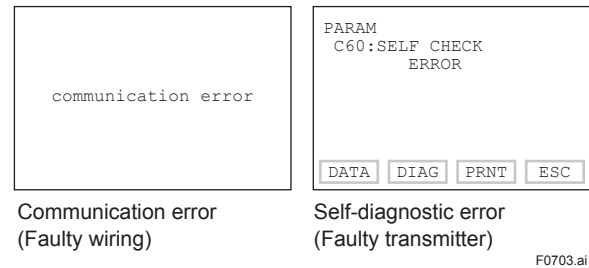 communication error
Communication error
(Faulty wiring)
PARAM
C60:SELF CHECK
ERROR
DATA DIAG PRNT ESC
Self-diagnostic error
(Faulty transmitter)
F0703.ai